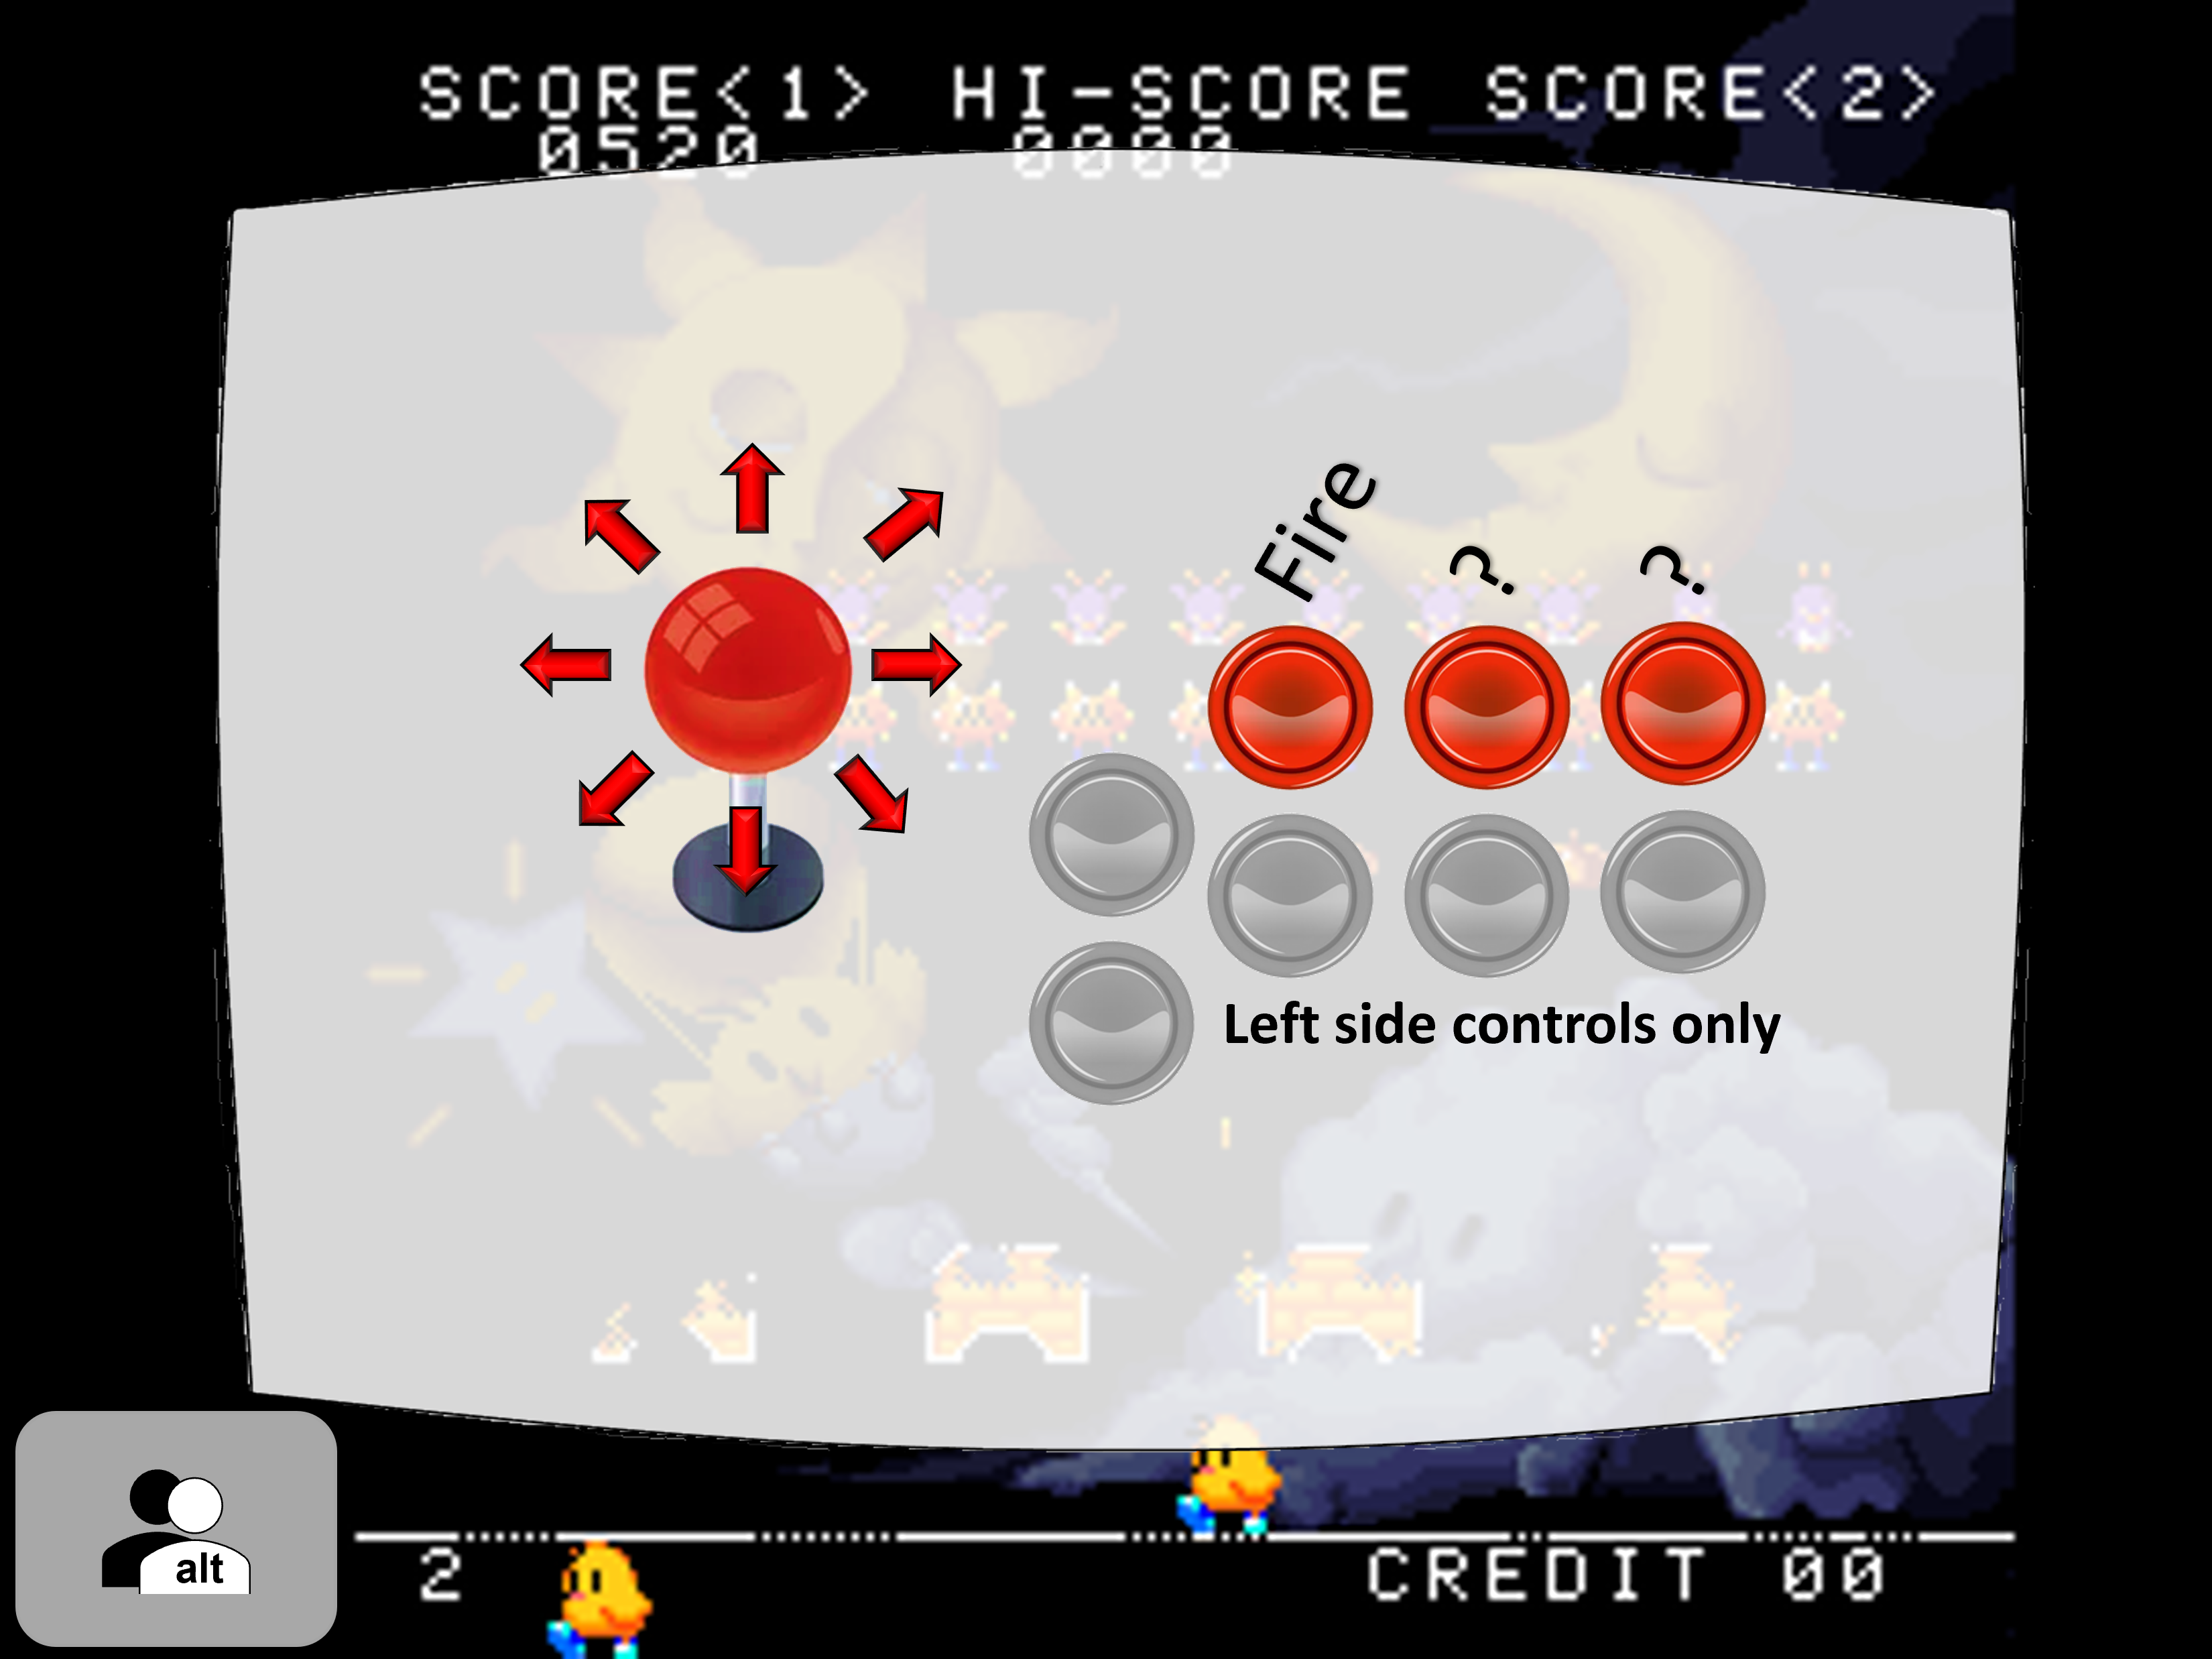 SCORE<1> HI-SCORE SCORE<2>
0520 0000
Fire ? ?
Left side controls only
alt
2 CREDIT 00